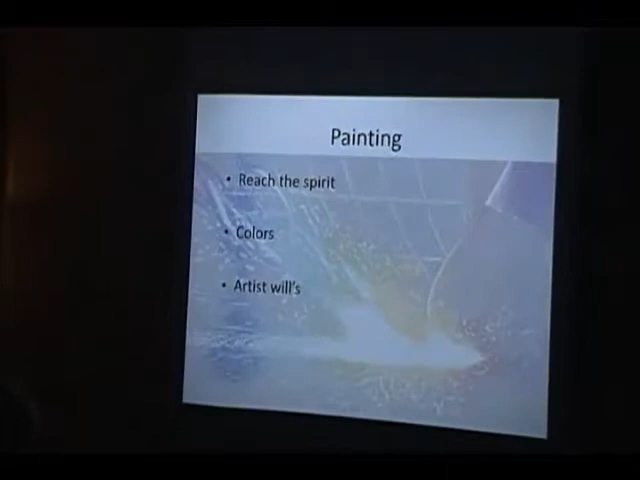 Painting
• Reach the spirit
• Colors
• Artist will's